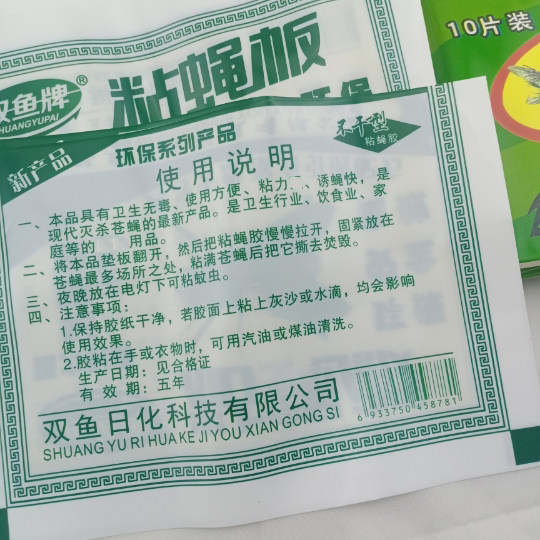 10片装
双鱼牌®
SHUANGYUPAI
粘蝇板
环保
新产品
环保系列产品
不干型
粘蝇胶
使用说明
一、本品具有卫生无毒、使用方便、粘力 、诱蝇快，是
现代灭杀苍蝇的最新产品。是卫生行业、饮食业、家
庭等的 用品。
二、将本品垫板翻开，然后把粘蝇胶慢慢拉开，固紧放在
苍蝇最多场所之处，粘满苍蝇后把它撕去焚毁。
三、夜晚放在电灯下可粘蚊虫。
四、注意事项：
1.保持胶纸干净，若胶面上粘上灰沙或水滴，均会影响
使用效果。
2.胶粘在手或衣物时，可用汽油或煤油清洗。
生产日期：见合格证
有 效 期：五年
双鱼日化科技有限公司
SHUANG YU RI HUA KE JI YOU XIAN GONG SI
6 933750 458781